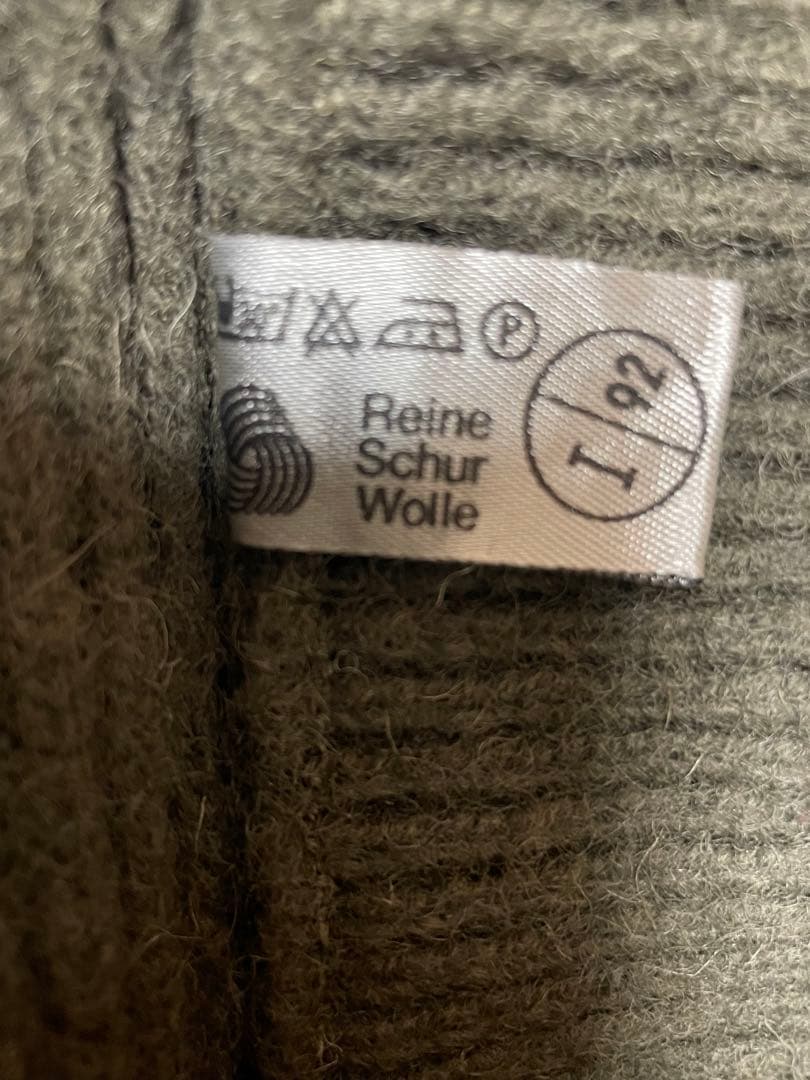 P
Reine
Schur
Wolle
I 92